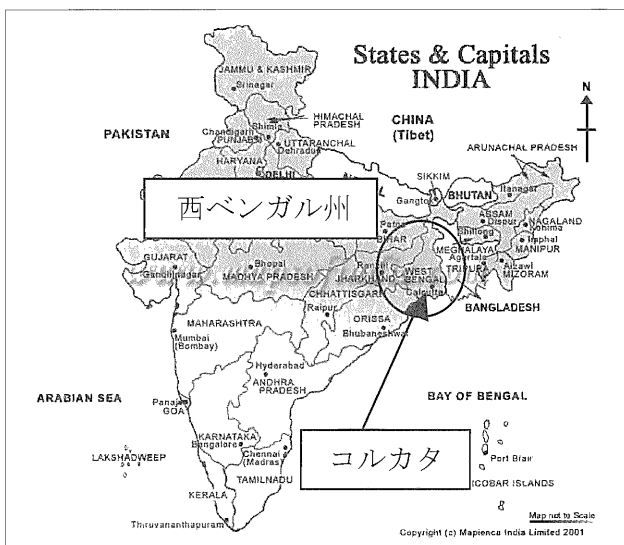 States & Capitals
INDIA
N
JAMMU & KASHMIR
Srinagar
CHINA
(Tibet)
PAKISTAN
HIMACHAL
PRADESH
Shimla
Chandigarh
PUNJAB
UTTARANCHAL
Dehradun
HARYANA
DELHI
ARUNACHAL PRADESH
SIKKIM
Gangtok
BHUTAN
Itanagar
西ベンガル州
ASSAM
Dispur
NAGALAND
Kohima
Shillong
MEGHALAYA
Imphal
MANIPUR
Patna
BIHAR
Agartala
TRIPURA
Aizawl
MIZORAM
GUJARAT
Gandhinagar
Bhopal
MADHYA PRADESH
Ranchi
JHARKHAND
WEST
BENGAL
Calcutta
BANGLADESH
CHHATTISGARH
Raipur
ORISSA
Bhubaneshwar
MAHARASHTRA
Mumbai
(Bombay)
Hyderabad
ANDHRA
PRADESH
ARABIAN SEA
BAY OF BENGAL
Panaji
GOA
KARNATAKA
Bangalore
Chennai
(Madras)
コルカタ
LAKSHADWEEP
TAMILNADU
KERALA
Port Blair
ICOBAR ISLANDS
Thiruvananthapuram
Map not to Scale
Copyright (c) Mapienca India Limited 2001